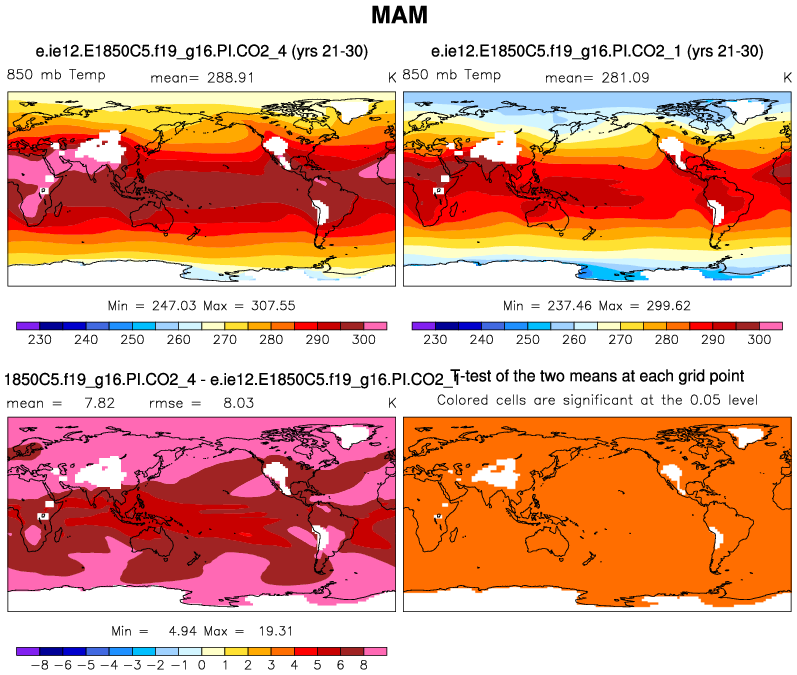 MAM
e.ie12.E1850C5.f19_g16.PI.CO2_4 (yrs 21-30) e.ie12.E1850C5.f19_g16.PI.CO2_1 (yrs 21-30)
850 mb Temp mean= 288.91 K 850 mb Temp mean= 281.09 K
Min = 247.03 Max = 307.55 Min = 237.46 Max = 299.62
230 240 250 260 270 280 290 300 230 240 250 260 270 280 290 300
1850C5.f19_g16.PI.CO2_4 - e.ie12.E1850C5.f19_g16.PI.CO2_1 T-test of the two means at each grid point
mean = 7.82 rmse = 8.03 K Colored cells are significant at the 0.05 level
Min = 4.94 Max = 19.31
-8 -6 -5 -4 -3 -2 -1 0 1 2 3 4 5 6 8